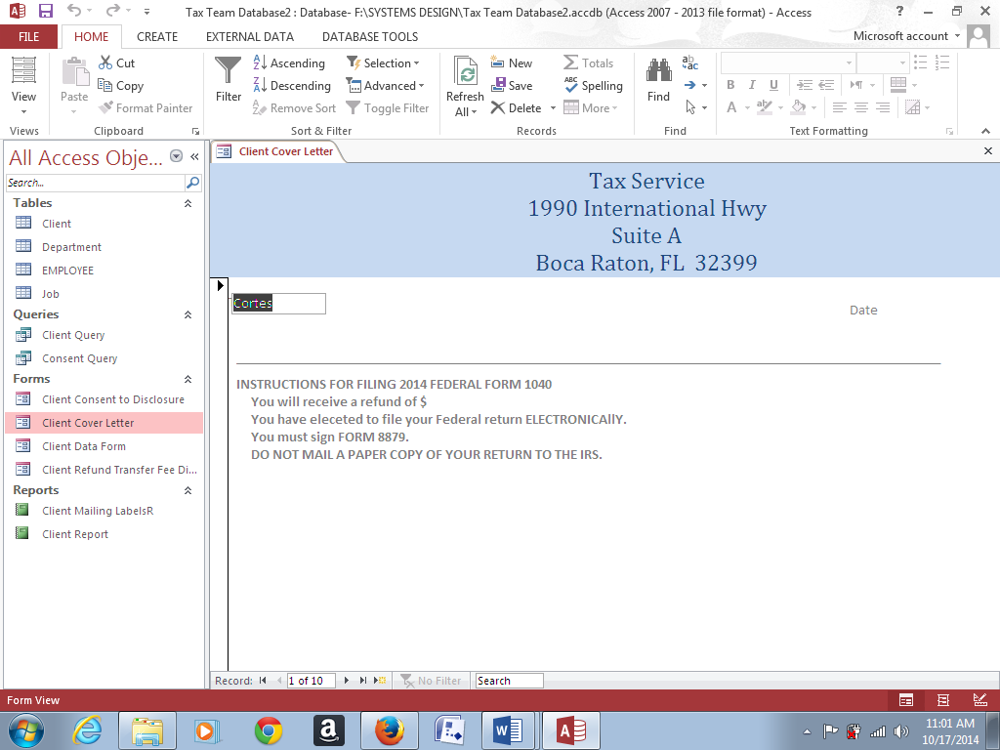 Tax Team Database2 : Database- F:\SYSTEMS DESIGN\Tax Team Database2.accdb (Access 2007 - 2013 file format) - Access
FILE HOME CREATE EXTERNAL DATA DATABASE TOOLS Microsoft account
View
Views
Paste
Cut
Copy
Format Painter
Clipboard
Filter
Ascending
Descending
Remove Sort
Selection
Advanced
Toggle Filter
Sort & Filter
Refresh
All
New
Save
Delete
Totals
Spelling
More
Records
Find
Find
B I U
A
Text Formatting
All Access Obje...
Search...
Tables
Client
Department
EMPLOYEE
Job
Queries
Client Query
Consent Query
Forms
Client Consent to Disclosure
Client Cover Letter
Client Data Form
Client Refund Transfer Fee Di...
Reports
Client Mailing LabelsR
Client Report
Client Cover Letter
Tax Service
1990 International Hwy
Suite A
Boca Raton, FL 32399
Cortes
Date
INSTRUCTIONS FOR FILING 2014 FEDERAL FORM 1040
You will receive a refund of $
You have eleceted to file your Federal return ELECTRONICAllY.
You must sign FORM 8879.
DO NOT MAIL A PAPER COPY OF YOUR RETURN TO THE IRS.
Record: 1 of 10 No Filter Search
Form View
11:01 AM
10/17/2014